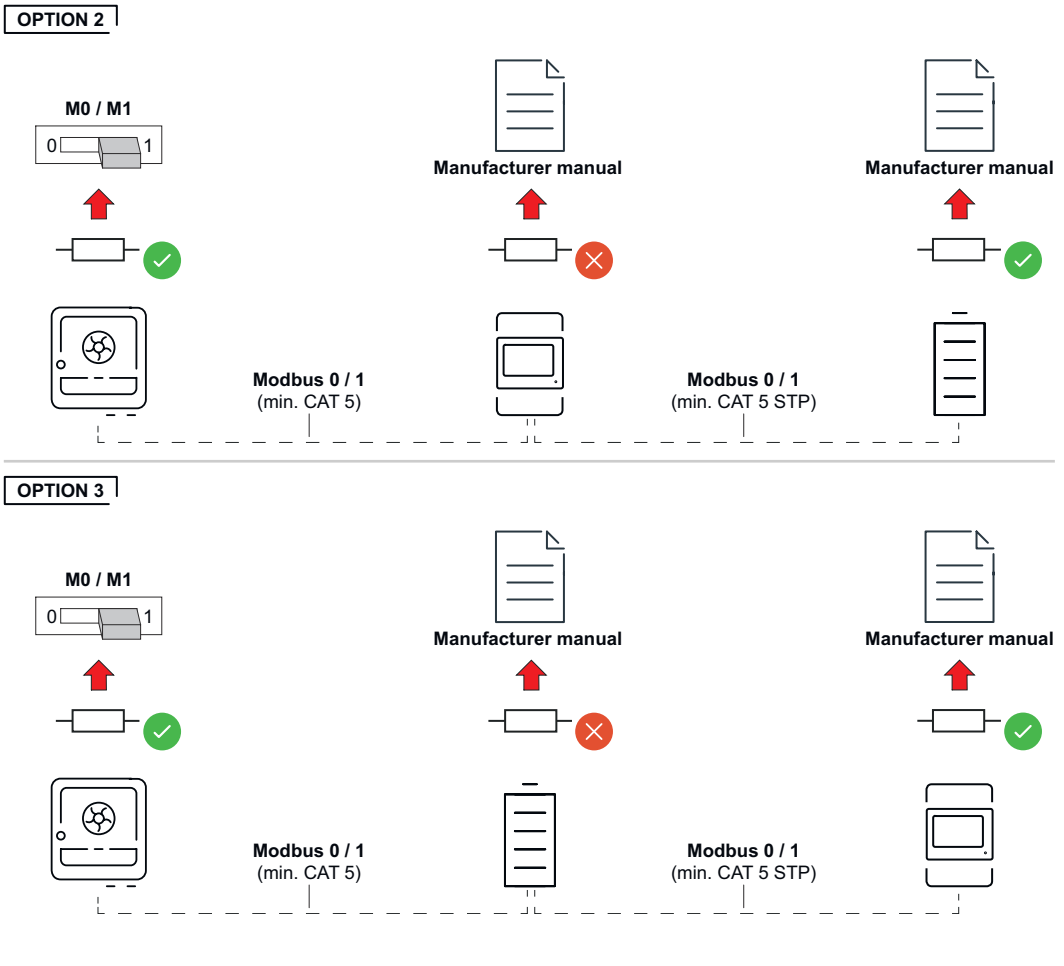 OPTION 2
M0 / M1
0 1
Manufacturer manual
Manufacturer manual
Modbus 0 / 1
(min. CAT 5)
Modbus 0 / 1
(min. CAT 5 STP)
OPTION 3
M0 / M1
0 1
Manufacturer manual
Manufacturer manual
Modbus 0 / 1
(min. CAT 5)
Modbus 0 / 1
(min. CAT 5 STP)